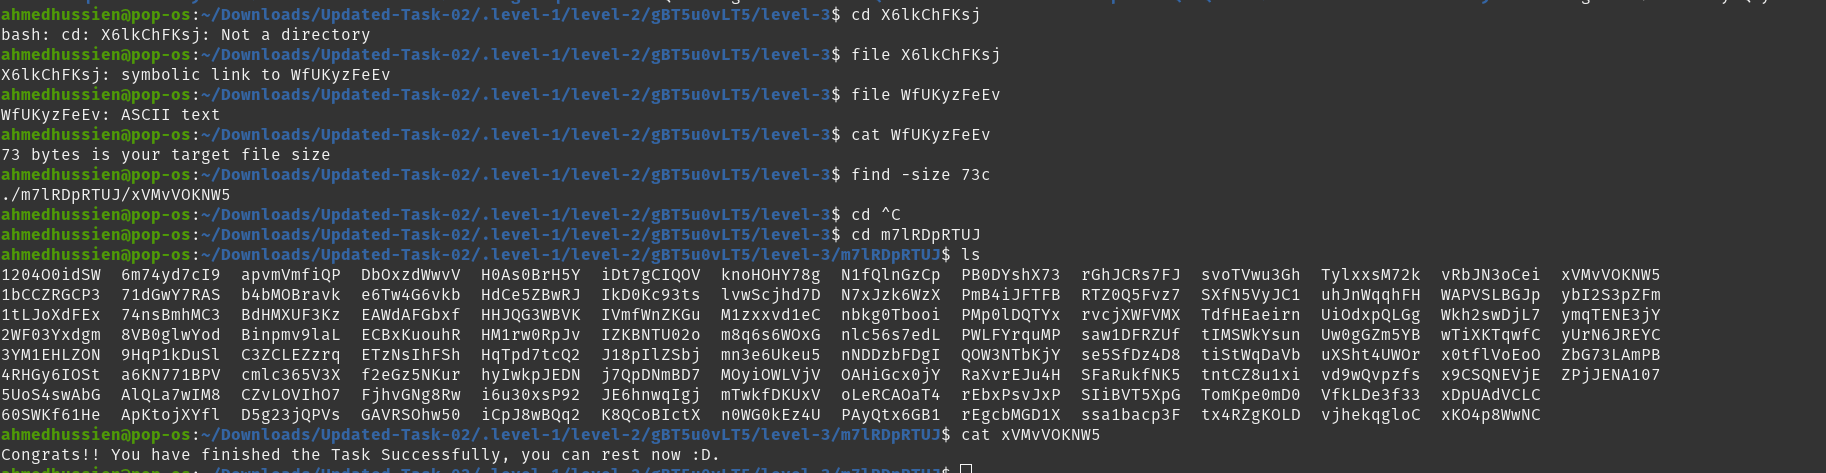 ahmedhussien@pop-os:~/Downloads/Updated-Task-02/.level-1/level-2/gBT5u0vLT5/level-3$ cd X6lkChFKsj
bash: cd: X6lkChFKsj: Not a directory
ahmedhussien@pop-os:~/Downloads/Updated-Task-02/.level-1/level-2/gBT5u0vLT5/level-3$ file X6lkChFKsj
X6lkChFKsj: symbolic link to WfUKyzFeEv
ahmedhussien@pop-os:~/Downloads/Updated-Task-02/.level-1/level-2/gBT5u0vLT5/level-3$ file WfUKyzFeEv
WfUKyzFeEv: ASCII text
ahmedhussien@pop-os:~/Downloads/Updated-Task-02/.level-1/level-2/gBT5u0vLT5/level-3$ cat WfUKyzFeEv
73 bytes is your target file size
ahmedhussien@pop-os:~/Downloads/Updated-Task-02/.level-1/level-2/gBT5u0vLT5/level-3$ find -size 73c
./m7lRDpRTUJ/xVMvVOKNW5
ahmedhussien@pop-os:~/Downloads/Updated-Task-02/.level-1/level-2/gBT5u0vLT5/level-3$ cd ^C
ahmedhussien@pop-os:~/Downloads/Updated-Task-02/.level-1/level-2/gBT5u0vLT5/level-3$ cd m7lRDpRTUJ
ahmedhussien@pop-os:~/Downloads/Updated-Task-02/.level-1/level-2/gBT5u0vLT5/level-3/m7lRDpRTUJ$ ls
1204O0idSW 6m74yd7cI9 apvmVmfiQP DbOxzdWwvV H0As0BrH5Y iDt7gCIQOV knoHOHY78g N1fQlnGzCp PB0DYshX73 rGhJCRs7FJ svoTVwu3Gh TylxxsM72k vRbJN3oCei xVMvVOKNW5
1bCCZRGCP3 71dGwY7RAS b4bMOBravk e6Tw4G6vkb HdCe5ZBwRJ IkD0Kc93ts lvwScjhd7D N7xJzk6WzX PmB4iJFTFB RTZ0Q5Fvz7 SXfN5VyJC1 uhJnWqqhFH WAPVSLBGJp ybI2S3pZFm
1tLJoXdFEx 74nsBmhMC3 BdHMXUF3Kz EAWdAFGbxf HHJQG3WBVK IVmfWnZKGu M1zxxvd1eC nbkg0Tbooi PMp0lDQTYx rvcjXWFVMX TdfHEaeirn UiOdxpQLGg Wkh2swDjL7 ymqTENE3jY
2WF03Yxdgm 8VB0glwYod Binpmv9laL ECBxKuouhR HM1rw0RpJv IZKBNTU02o m8q6s6WOxG nlc56s7edL PWLFYrquMP saw1DFRZUf tIMSWkYsun Uw0gGZm5YB wTiXKTqwfC yUrN6JREYC
3YM1EHLZON 9HqP1kDuSl C3ZCLEZzrq ETzNsIhFSh HqTpd7tcQ2 J18pIlZSbj mn3e6Ukeu5 nNDDzbFDgI QOW3NTbKjY se5SfDz4D8 tiStWqDaVb uXSht4UWOr x0tflVoEoO ZbG73LAmPB
4RHGy6IOSt a6KN771BPV cmlc365V3X f2eGz5NKur hyIwkpJEDN j7QpDNmBD7 MOyiOWLVjV OAHiGcx0jY RaXvrEJu4H SFaRukfNK5 tntCZ8u1xi vd9wQvpzfs x9CSQNEVjE ZPjJENA107
5UoS4swAbG AlQLa7wIM8 CZvLOVIhO7 FjhvGNg8Rw i6u30xsP92 JE6hnwqIgj mTwkfDKUxV oLeRCAOaT4 rEbxPsvJxP SIiBVT5XpG TomKpe0mD0 VfkLDe3f33 xDpUAdVCLC
60SWKf61He ApKtojXYfl D5g23jQPVs GAVRSOhw50 iCpJ8wBQq2 K8QCoBIctX n0WG0kEz4U PAyQtx6GB1 rEgcbMGD1X ssa1bacp3F tx4RZgKOLD vjhekqgloC xKO4p8WwNC
ahmedhussien@pop-os:~/Downloads/Updated-Task-02/.level-1/level-2/gBT5u0vLT5/level-3/m7lRDpRTUJ$ cat xVMvVOKNW5
Congrats!! You have finished the Task Successfully, you can rest now :D.